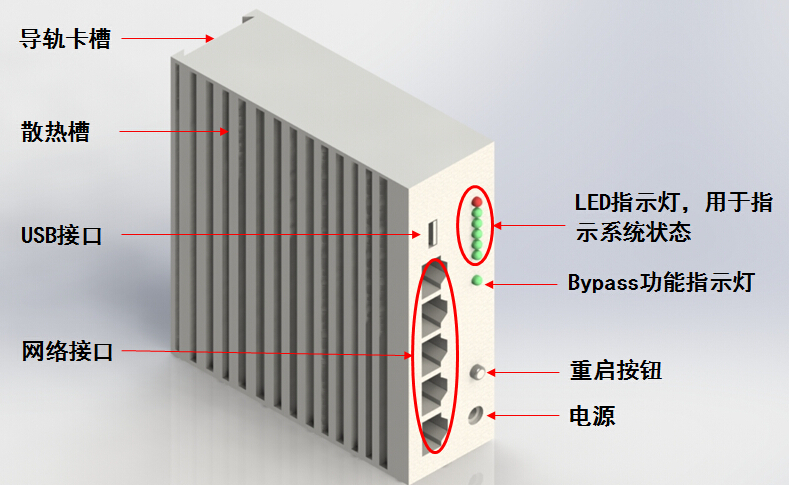 导轨卡槽
散热槽
USB接口
网络接口
LED指示�，用于指
示系统状态
Bypass功能指示灯
重启按钮
电源